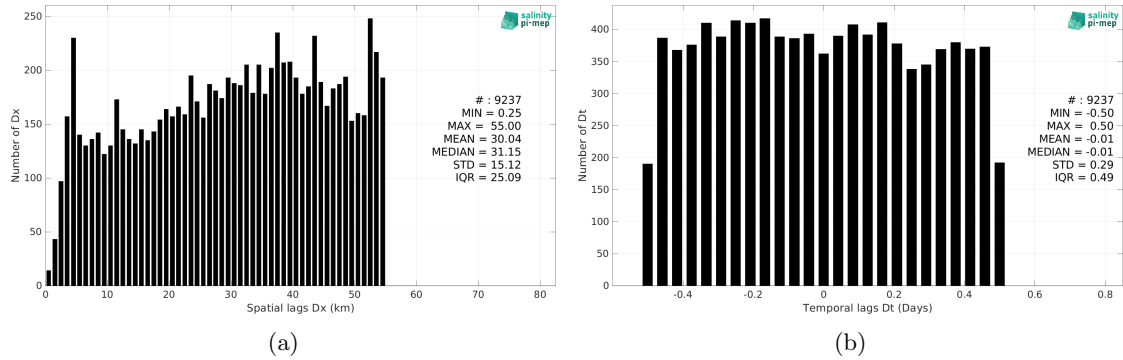 salinity
pi-mep
250
200
150
100
50
0
Number of Dx
# : 9237
MIN = 0.25
MAX = 55.00
MEAN = 30.04
MEDIAN = 31.15
STD = 15.12
IQR = 25.09
0 10 20 30 40 50 60 70 80
Spatial lags Dx (km)
(a)
salinity
pi-mep
400
350
300
250
200
150
100
50
0
Number of Dt
# : 9237
MIN = -0.50
MAX = 0.50
MEAN = -0.01
MEDIAN = -0.01
STD = 0.29
IQR = 0.49
-0.4 -0.2 0 0.2 0.4 0.6 0.8
Temporal lags Dt (Days)
(b)